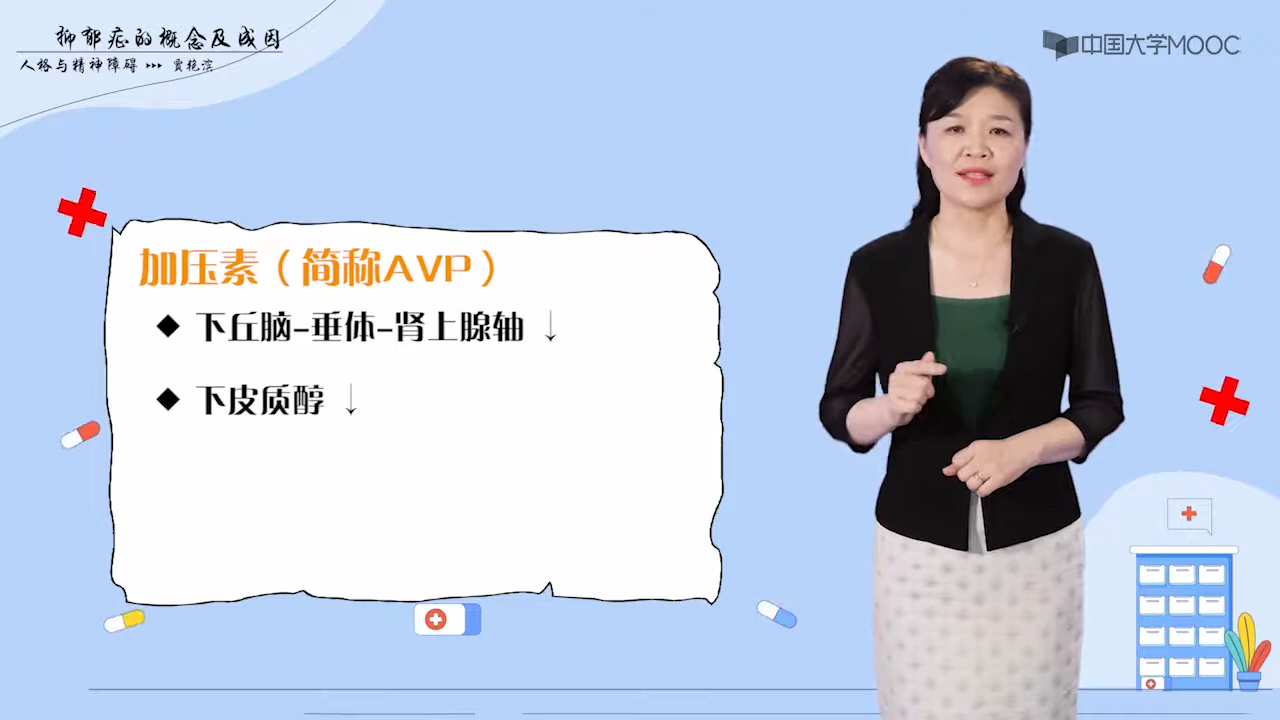 抑郁症的概念及成因
人格与精神障碍 贾艳滨
中国大学MOOC
加压素（简称AVP）
下丘脑-垂体-肾上腺轴 ↓
下皮质醇 ↓